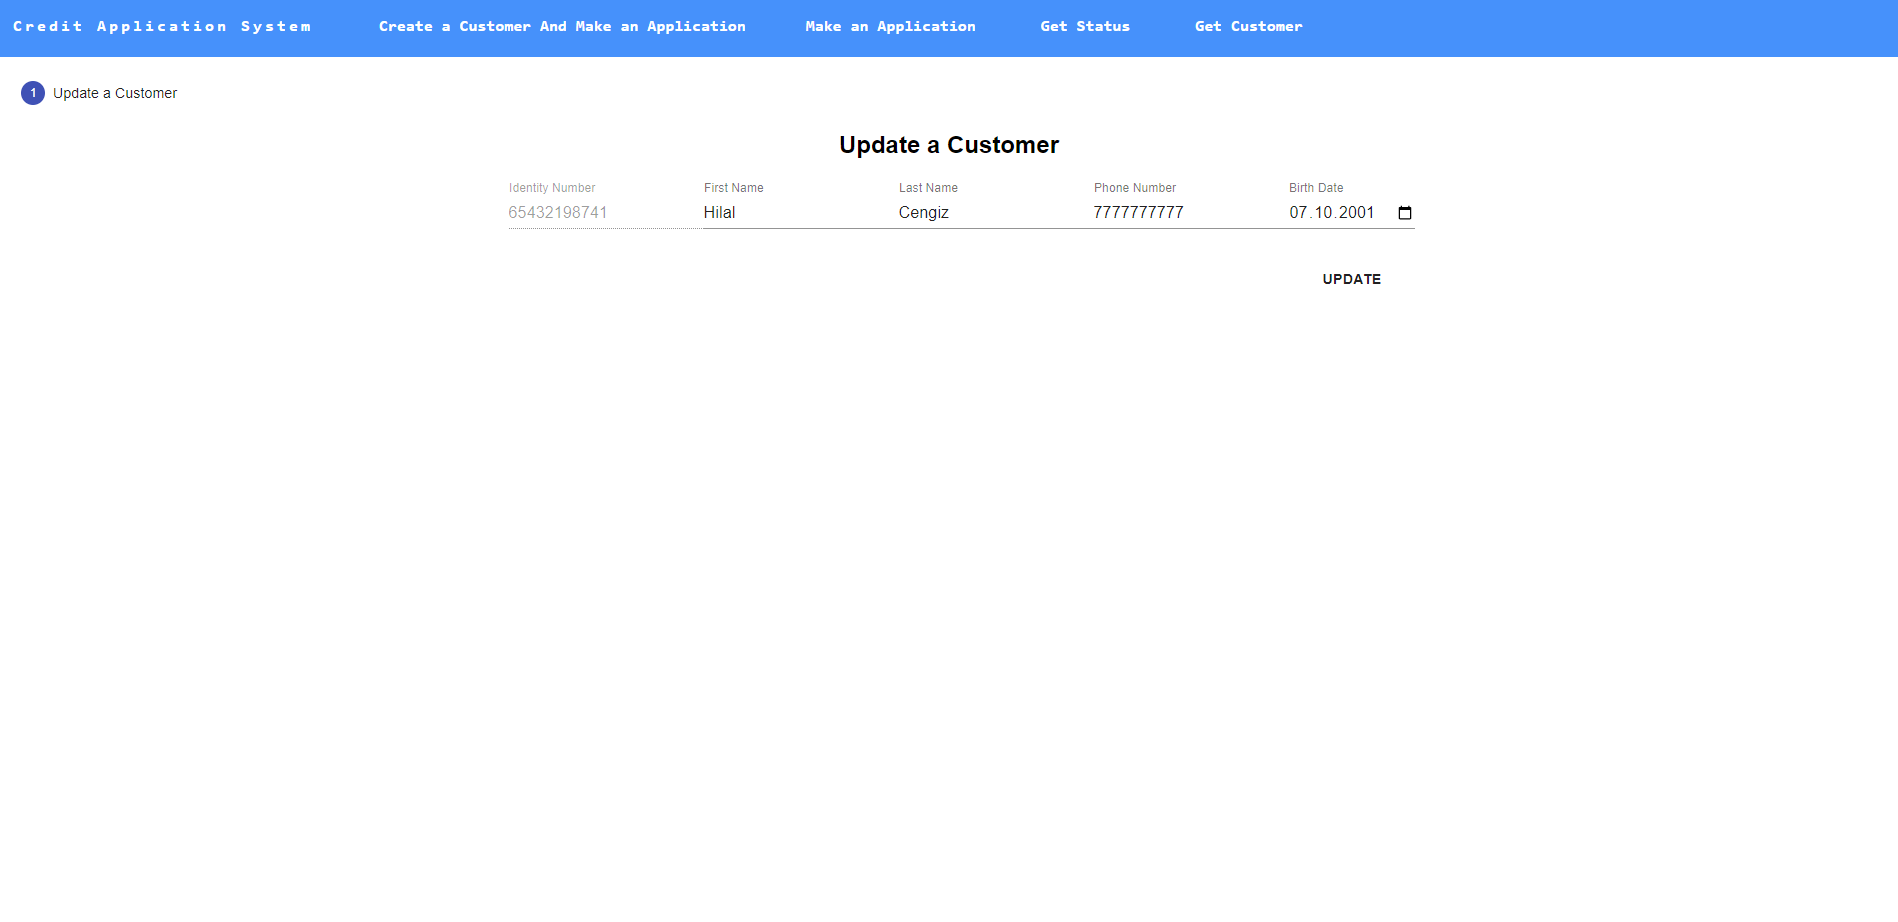 Credit Application System Create a Customer And Make an Application Make an Application Get Status Get Customer
1 Update a Customer
Update a Customer
Identity Number First Name Last Name Phone Number Birth Date
65432198741 Hilal Cengiz 7777777777 07.10.2001
UPDATE